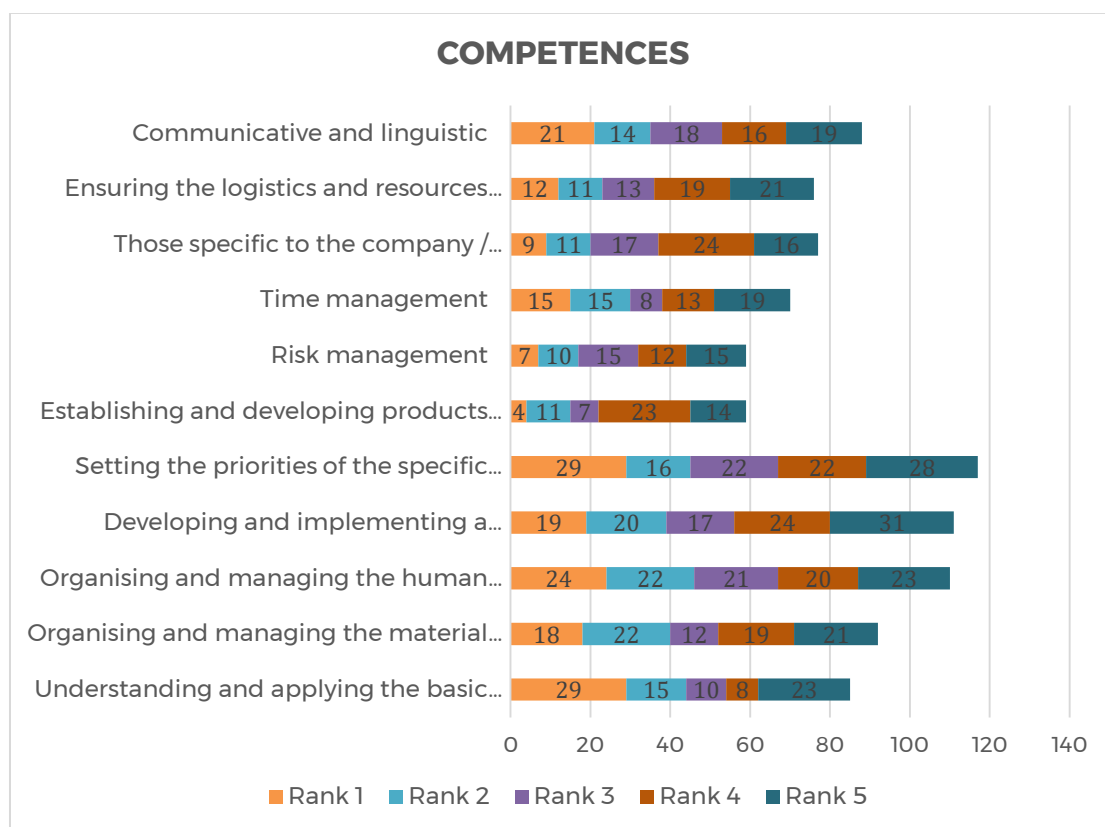 COMPETENCES
Communicative and linguistic 21 14 18 16 19
Ensuring the logistics and resources... 12 11 13 19 21
Those specific to the company /... 9 11 17 24 16
Time management 15 15 8 13 19
Risk management 7 10 15 12 15
Establishing and developing products... 4 11 7 23 14
Setting the priorities of the specific... 29 16 22 22 28
Developing and implementing a... 19 20 17 24 31
Organising and managing the human... 24 22 21 20 23
Organising and managing the material... 18 22 12 19 21
Understanding and applying the basic... 29 15 10 8 23
0 20 40 60 80 100 120 140
Rank 1 Rank 2 Rank 3 Rank 4 Rank 5